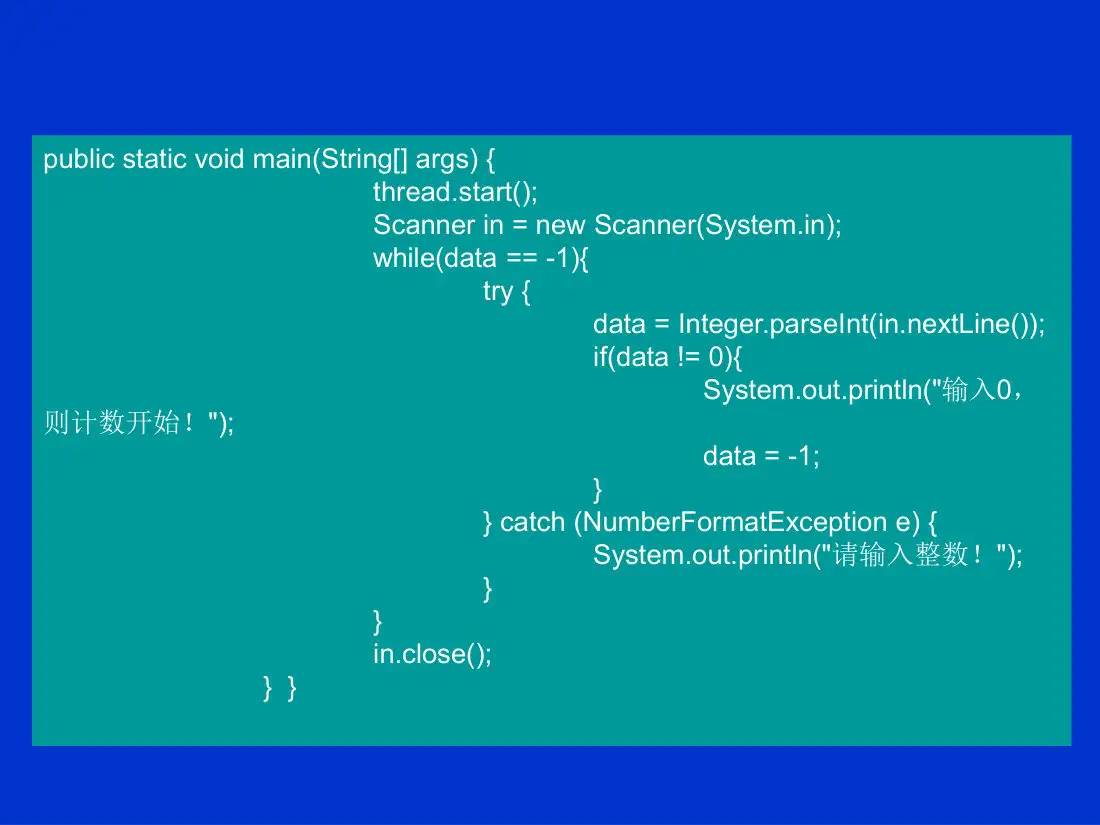 public static void main(String[] args) {
thread.start();
Scanner in = new Scanner(System.in);
while(data == -1){
try {
data = Integer.parseInt(in.nextLine());
if(data != 0){
System.out.println("输入0，
则计数开始！");
data = -1;
}
} catch (NumberFormatException e) {
System.out.println("请输入整数！");
}
}
in.close();
} }